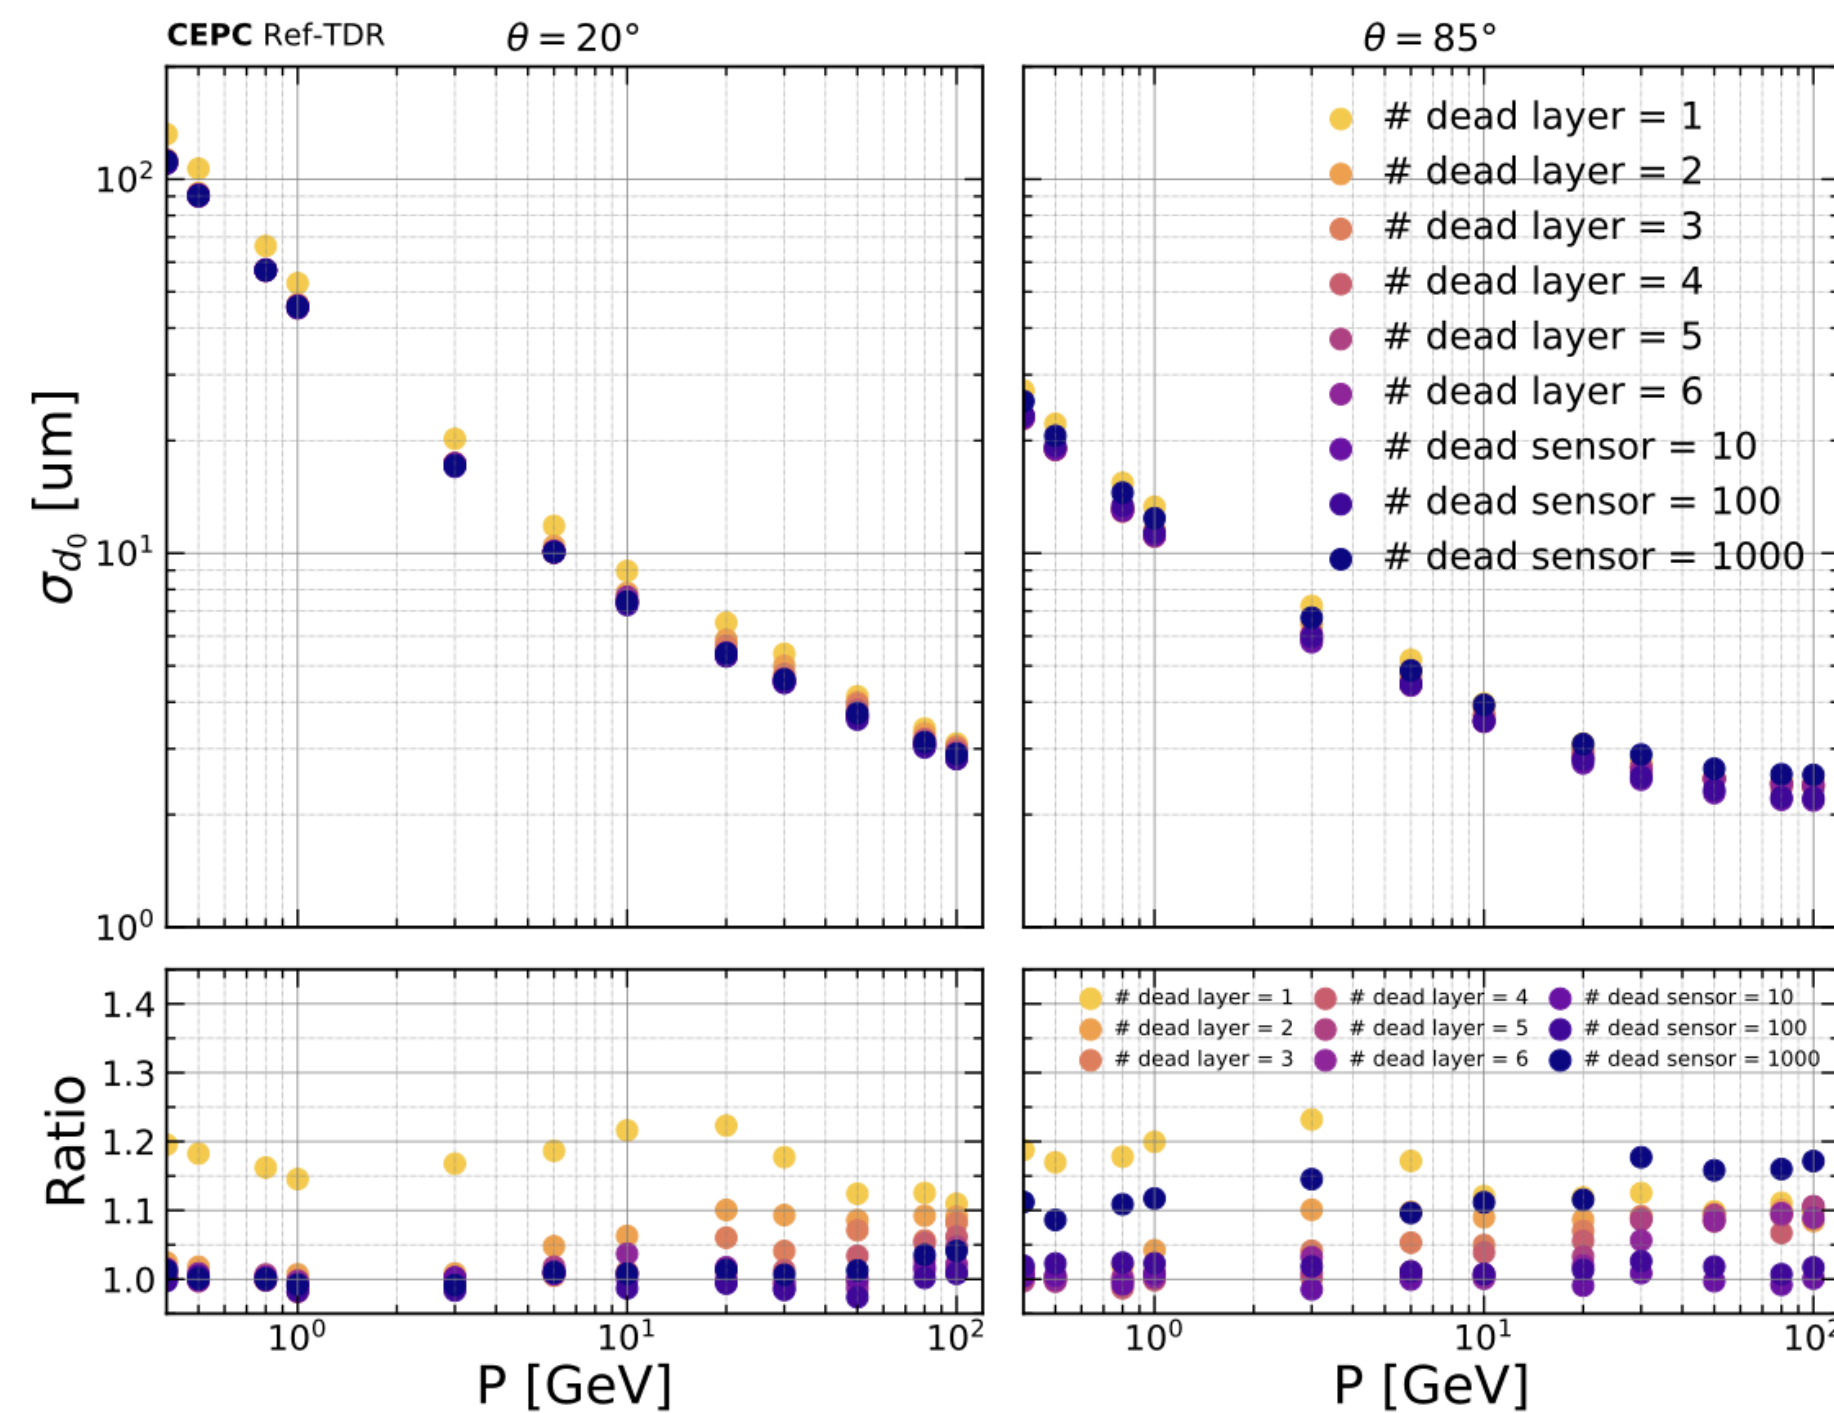 CEPC Ref-TDR
θ = 20°
θ = 85°
σ_{d_0} [um]
10²
10¹
10⁰
# dead layer = 1
# dead layer = 2
# dead layer = 3
# dead layer = 4
# dead layer = 5
# dead layer = 6
# dead sensor = 10
# dead sensor = 100
# dead sensor = 1000
Ratio
1.4
1.3
1.2
1.1
1.0
# dead layer = 1 # dead layer = 4 # dead sensor = 10
# dead layer = 2 # dead layer = 5 # dead sensor = 100
# dead layer = 3 # dead layer = 6 # dead sensor = 1000
10⁰ 10¹ 10² 10⁰ 10¹ 10²
P [GeV] P [GeV]